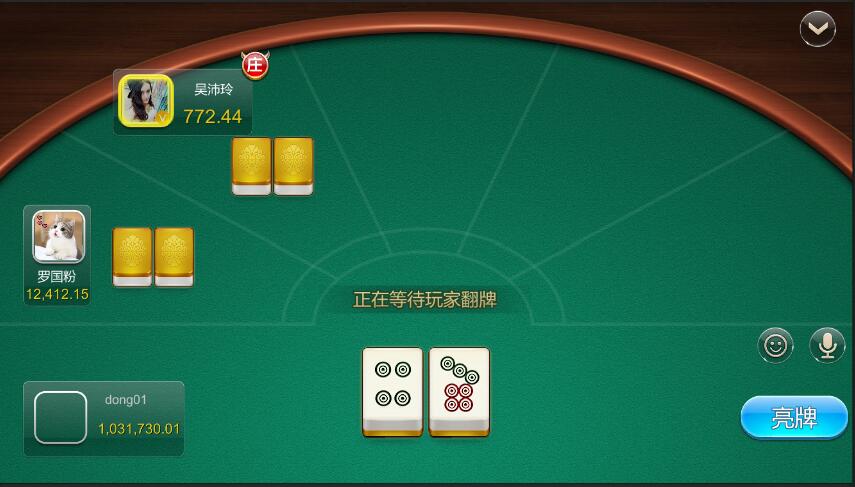 庄
吴沛玲
772.44
罗国粉
12,412.15
正在等待玩家翻牌
dong01
1,031,730.01
亮牌